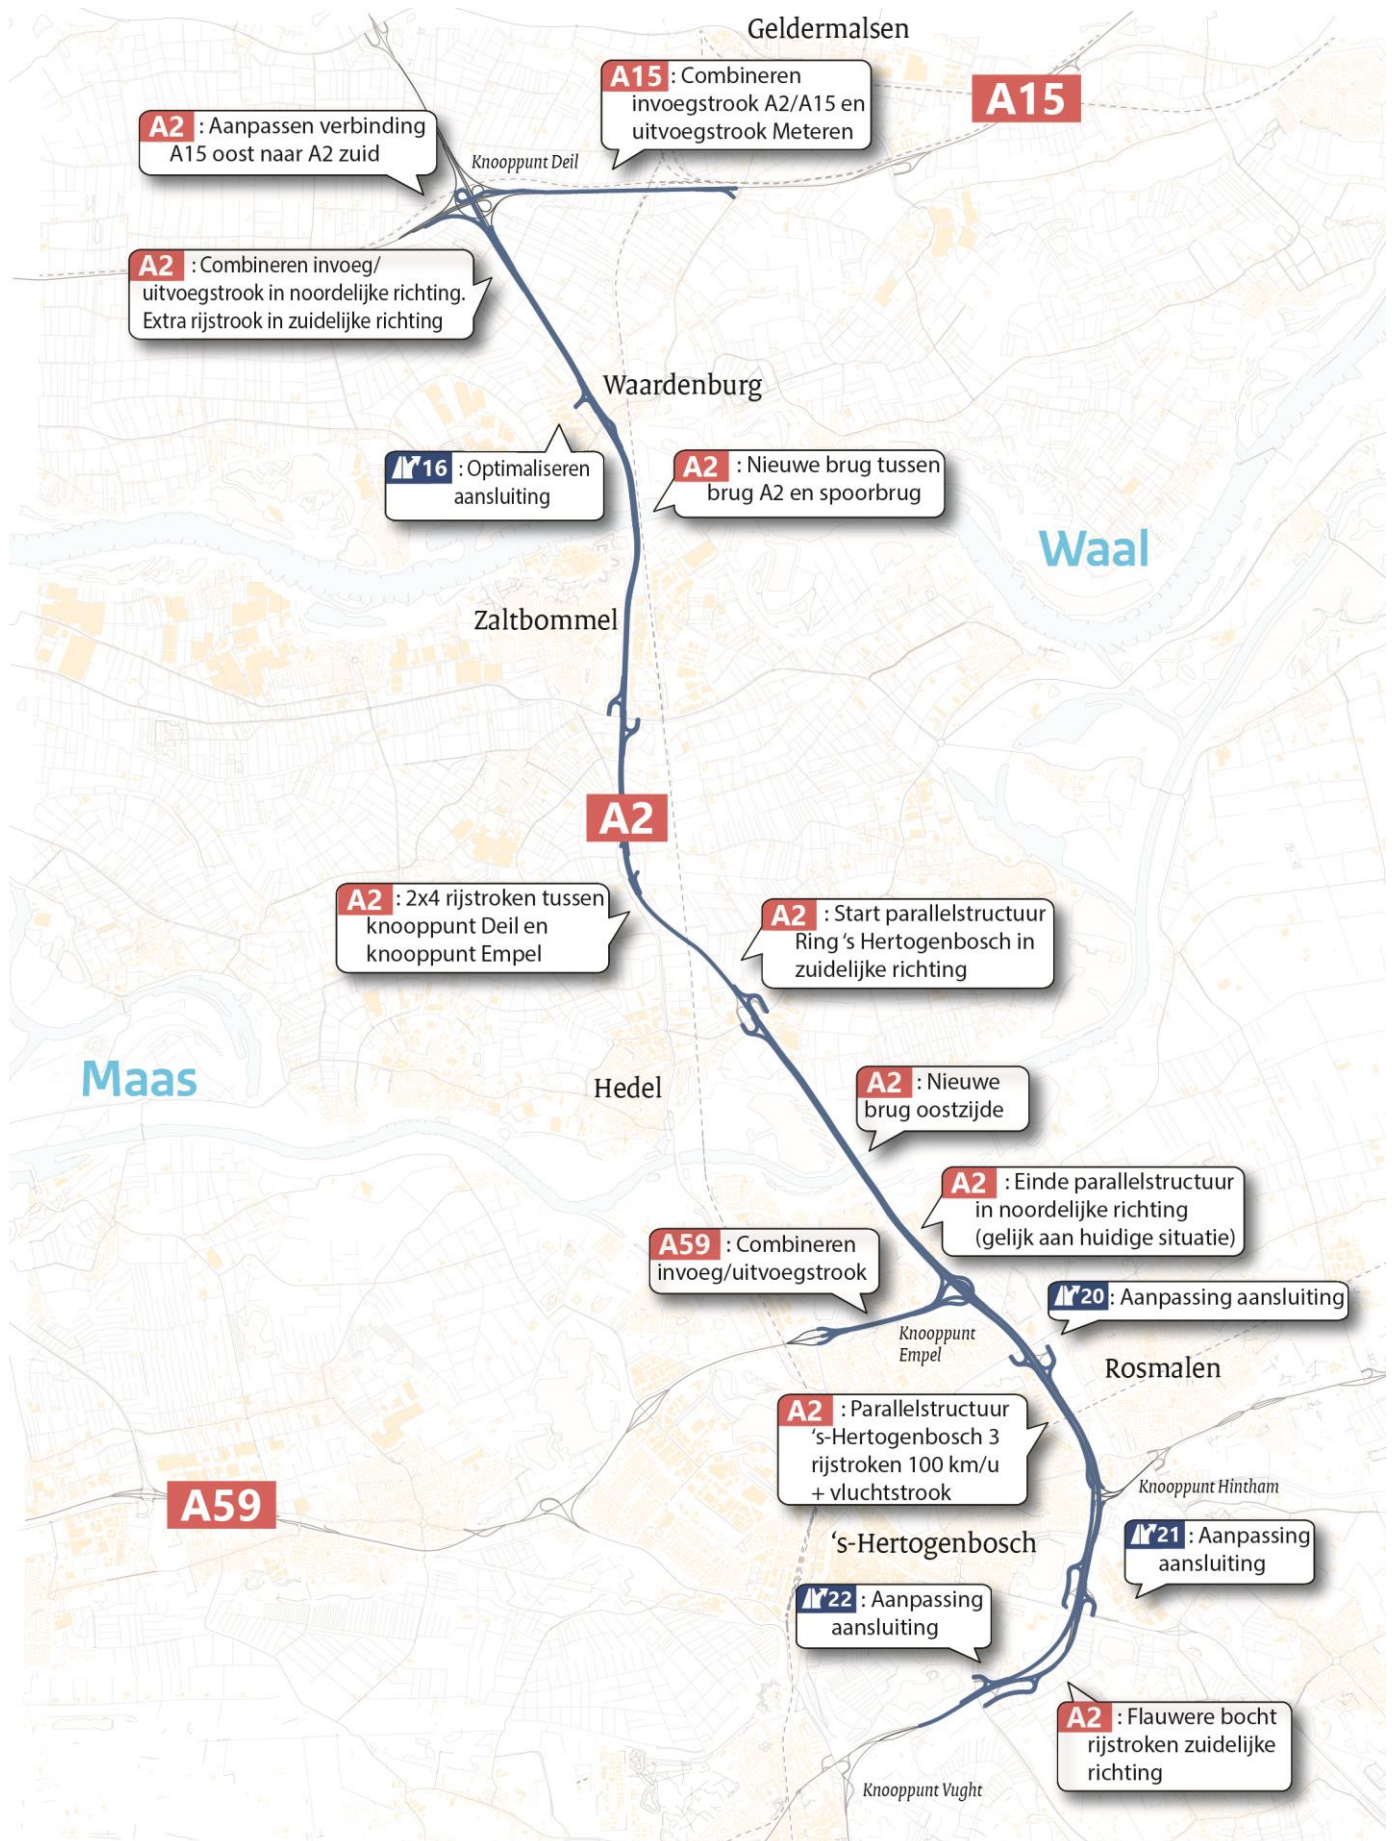 Geldermalsen
A15 : Combineren
invoegstrook A2/A15 en
uitvoegstrook Meteren
A15
A2 : Aanpassen verbinding
A15 oost naar A2 zuid
Knooppunt Deil
A2 : Combineren invoeg/
uitvoegstrook in noordelijke richting.
Extra rijstrook in zuidelijke richting
Waardenburg
16 : Optimaliseren
aansluiting
A2 : Nieuwe brug tussen
brug A2 en spoorbrug
Waal
Zaltbommel
A2
A2 : 2x4 rijstroken tussen
knooppunt Deil en
knooppunt Empel
A2 : Start parallelstructuur
Ring ‘s Hertogenbosch in
zuidelijke richting
Maas
Hedel
A2 : Nieuwe
brug oostzijde
A2 : Einde parallelstructuur
in noordelijke richting
(gelijk aan huidige situatie)
A59 : Combineren
invoeg/uitvoegstrook
20 : Aanpassing aansluiting
Knooppunt
Empel
Rosmalen
A2 : Parallelstructuur
‘s-Hertogenbosch 3
rijstroken 100 km/u
+ vluchtstrook
A59
Knooppunt Hintham
‘s-Hertogenbosch
21 : Aanpassing
aansluiting
22 : Aanpassing
aansluiting
A2 : Flauwere bocht
rijstroken zuidelijke
richting
Knooppunt Vught